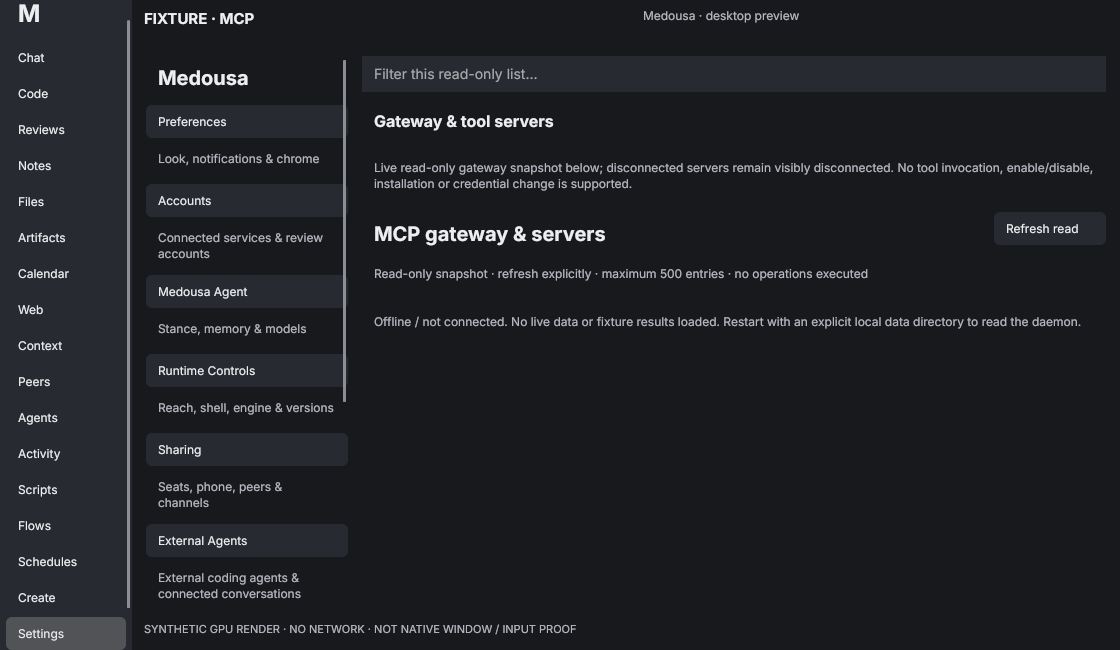 M
Chat
Code
Reviews
Notes
Files
Artifacts
Calendar
Web
Context
Peers
Agents
Activity
Scripts
Flows
Schedules
Create
Settings
FIXTURE · MCP
Medousa · desktop preview
Medousa
Preferences
Look, notifications & chrome
Accounts
Connected services & review
accounts
Medousa Agent
Stance, memory & models
Runtime Controls
Reach, shell, engine & versions
Sharing
Seats, phone, peers &
channels
External Agents
External coding agents &
connected conversations
Filter this read-only list...
Gateway & tool servers
Live read-only gateway snapshot below; disconnected servers remain visibly disconnected. No tool invocation, enable/disable,
installation or credential change is supported.
MCP gateway & servers
Refresh read
Read-only snapshot · refresh explicitly · maximum 500 entries · no operations executed
Offline / not connected. No live data or fixture results loaded. Restart with an explicit local data directory to read the daemon.
SYNTHETIC GPU RENDER · NO NETWORK · NOT NATIVE WINDOW / INPUT PROOF